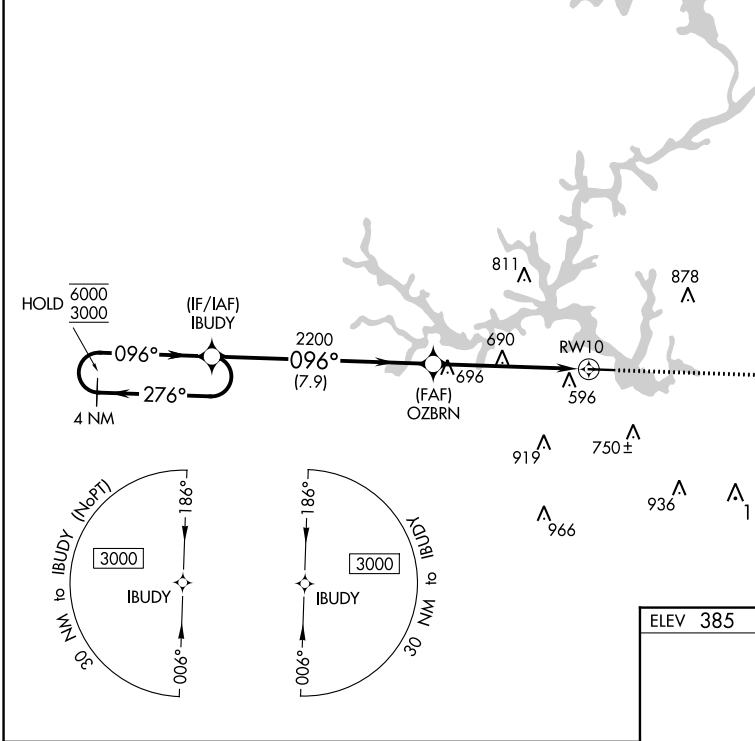 811
878
HOLD 6000
3000
(IF/IAF)
IBUDY
2200
096°
(7.9)
096°
276°
4 NM
690
696
(FAF)
OZBRN
RW10
596
919
750±
936
966
1
30 NM to IBUDY (NoPT)
186°
3000
IBUDY
006°
186°
3000
IBUDY
006°
30 NM to IBUDY
ELEV 385